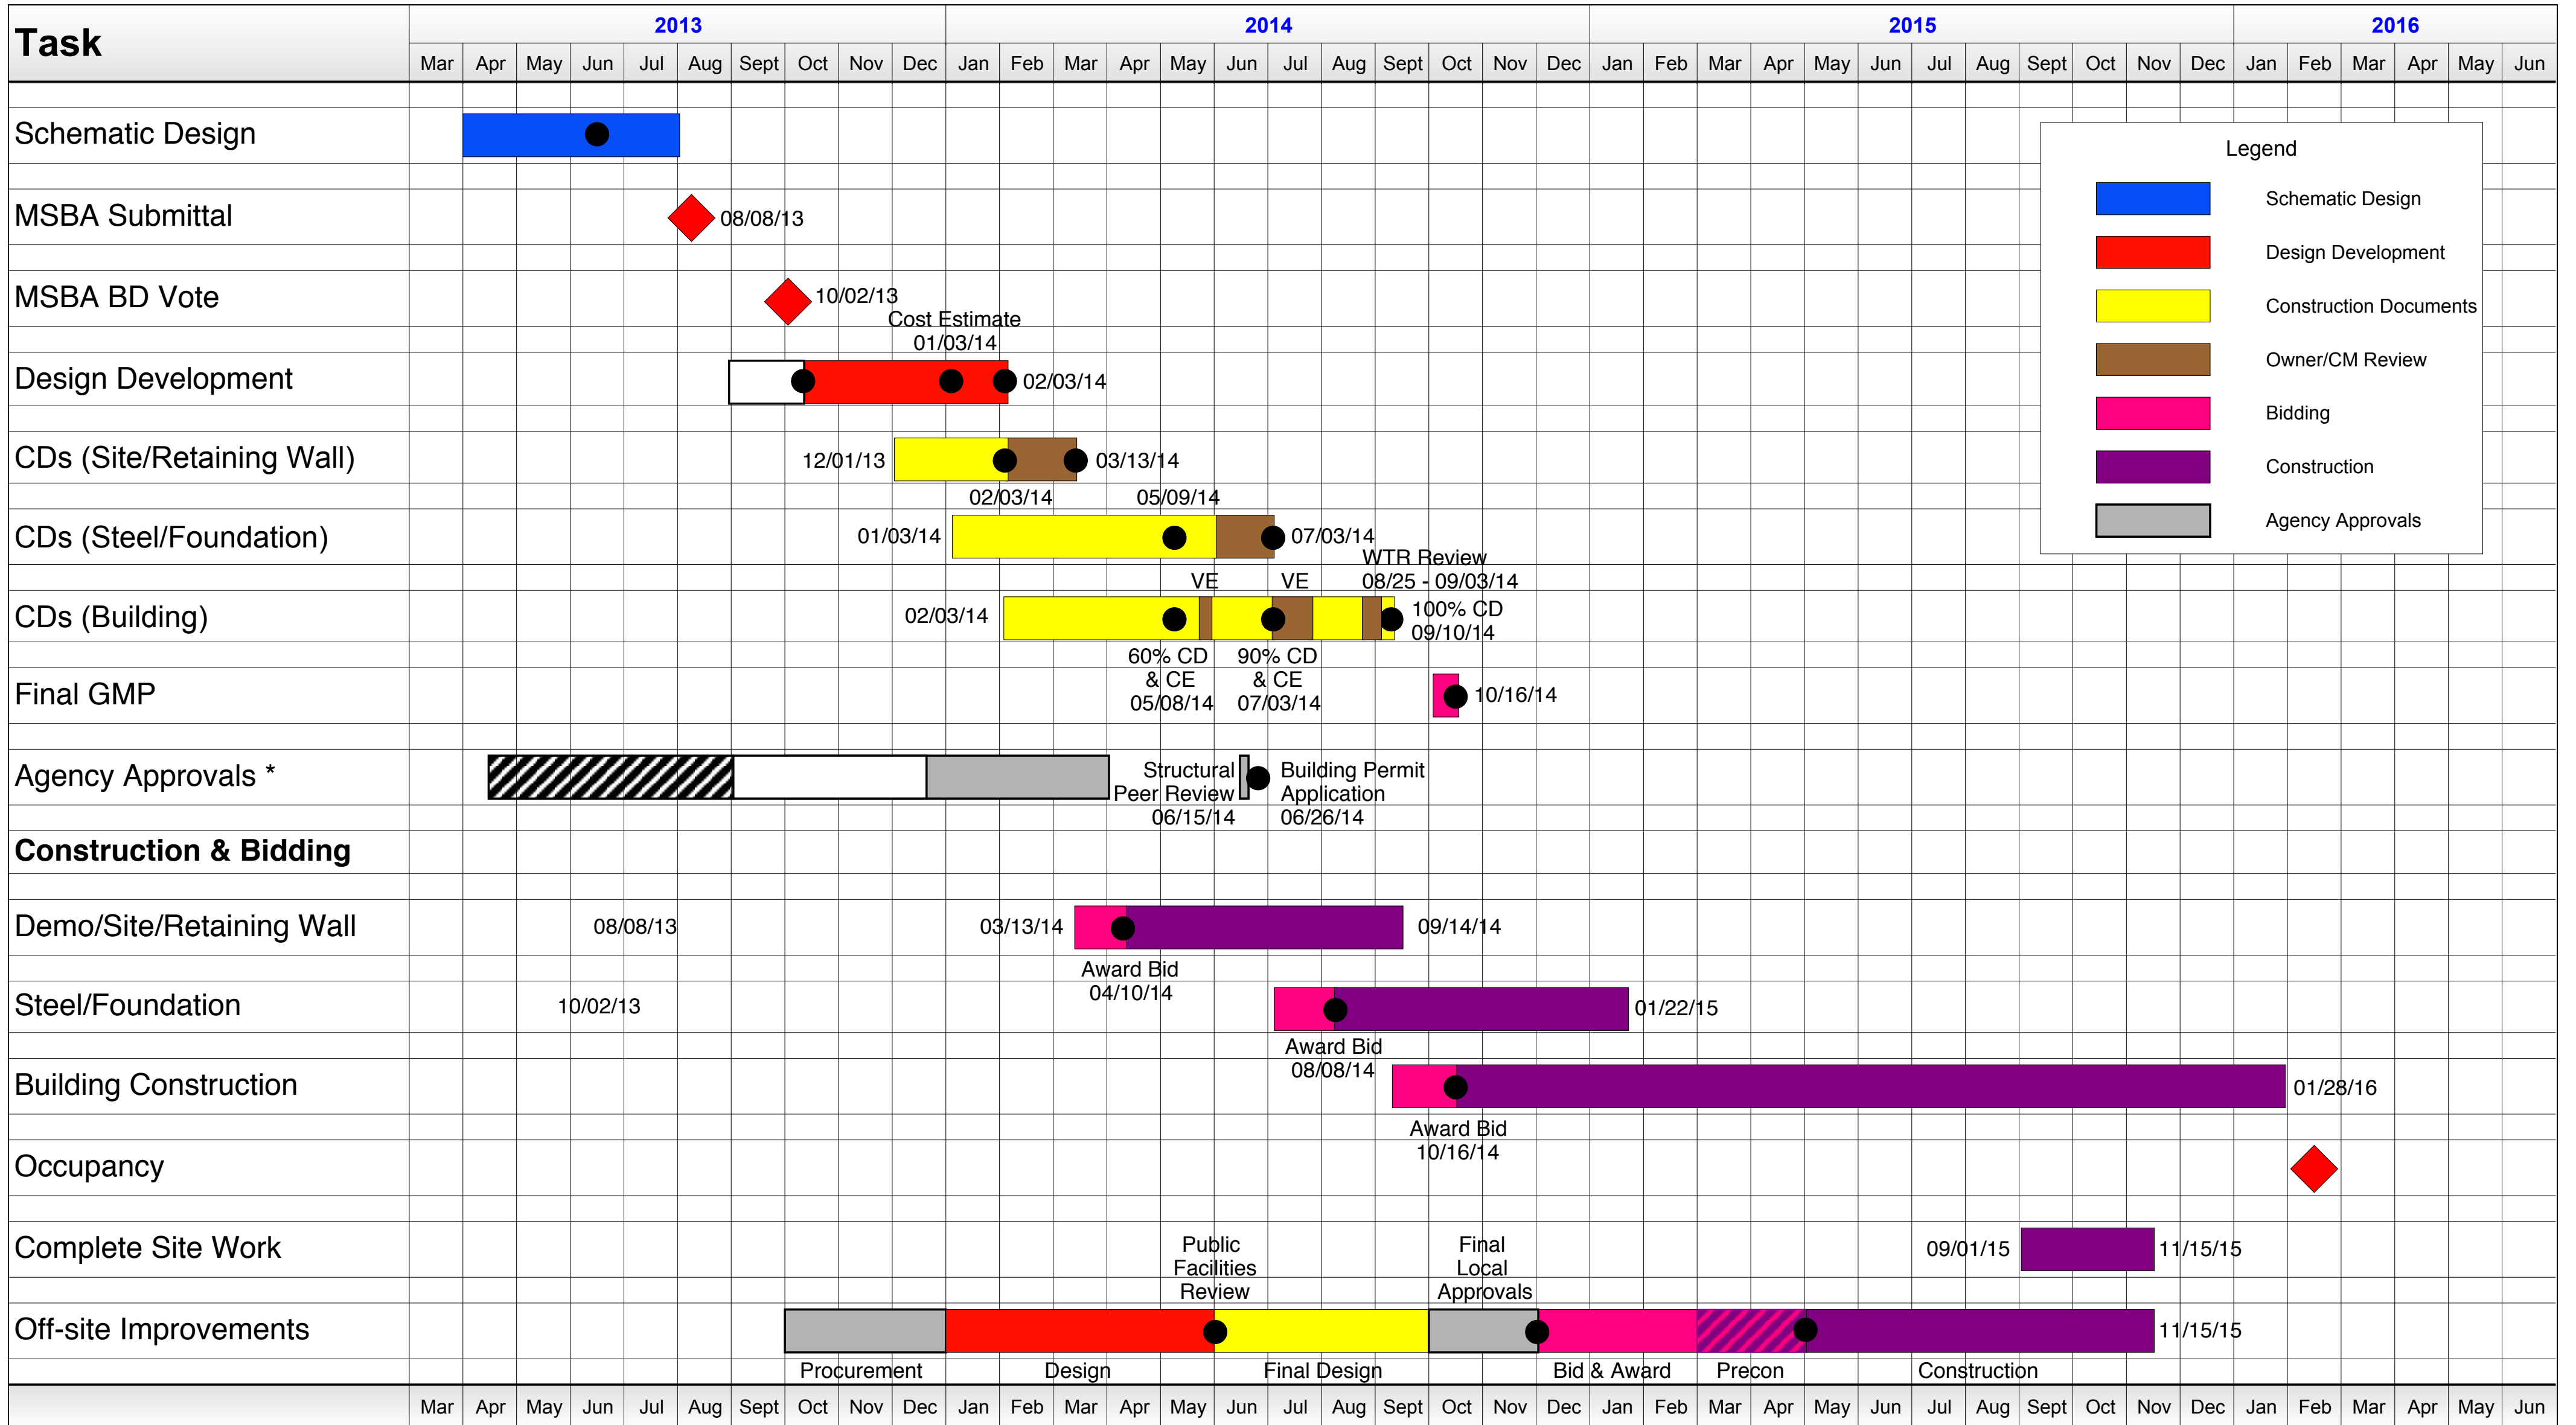 Task
2013 2014 2015 2016
Mar Apr May Jun Jul Aug Sept Oct Nov Dec Jan Feb Mar Apr May Jun Jul Aug Sept Oct Nov Dec Jan Feb Mar Apr May Jun Jul Aug Sept Oct Nov Dec Jan Feb Mar Apr May Jun
Schematic Design
MSBA Submittal
08/08/13
MSBA BD Vote
10/02/13
Cost Estimate
01/03/14
Design Development
02/03/14
CDs (Site/Retaining Wall)
12/01/13
03/13/14
02/03/14
05/09/14
CDs (Steel/Foundation)
01/03/14
07/03/14
WTR Review
08/25 - 09/03/14
VE
VE
CDs (Building)
02/03/14
100% CD
09/10/14
60% CD
& CE
05/08/14
90% CD
& CE
07/03/14
Final GMP
10/16/14
Agency Approvals *
Structural
Peer Review
06/15/14
Building Permit
Application
06/26/14
Construction & Bidding
Demo/Site/Retaining Wall
08/08/13
03/13/14
09/14/14
Award Bid
04/10/14
Steel/Foundation
10/02/13
01/22/15
Award Bid
08/08/14
Building Construction
01/28/16
Award Bid
10/16/14
Occupancy
Complete Site Work
09/01/15
11/15/15
Public
Facilities
Review
Final
Local
Approvals
Off-site Improvements
11/15/15
Procurement
Design
Final Design
Bid & Award
Precon
Construction
Mar Apr May Jun Jul Aug Sept Oct Nov Dec Jan Feb Mar Apr May Jun Jul Aug Sept Oct Nov Dec Jan Feb Mar Apr May Jun Jul Aug Sept Oct Nov Dec Jan Feb Mar Apr May Jun
Legend
Schematic Design
Design Development
Construction Documents
Owner/CM Review
Bidding
Construction
Agency Approvals